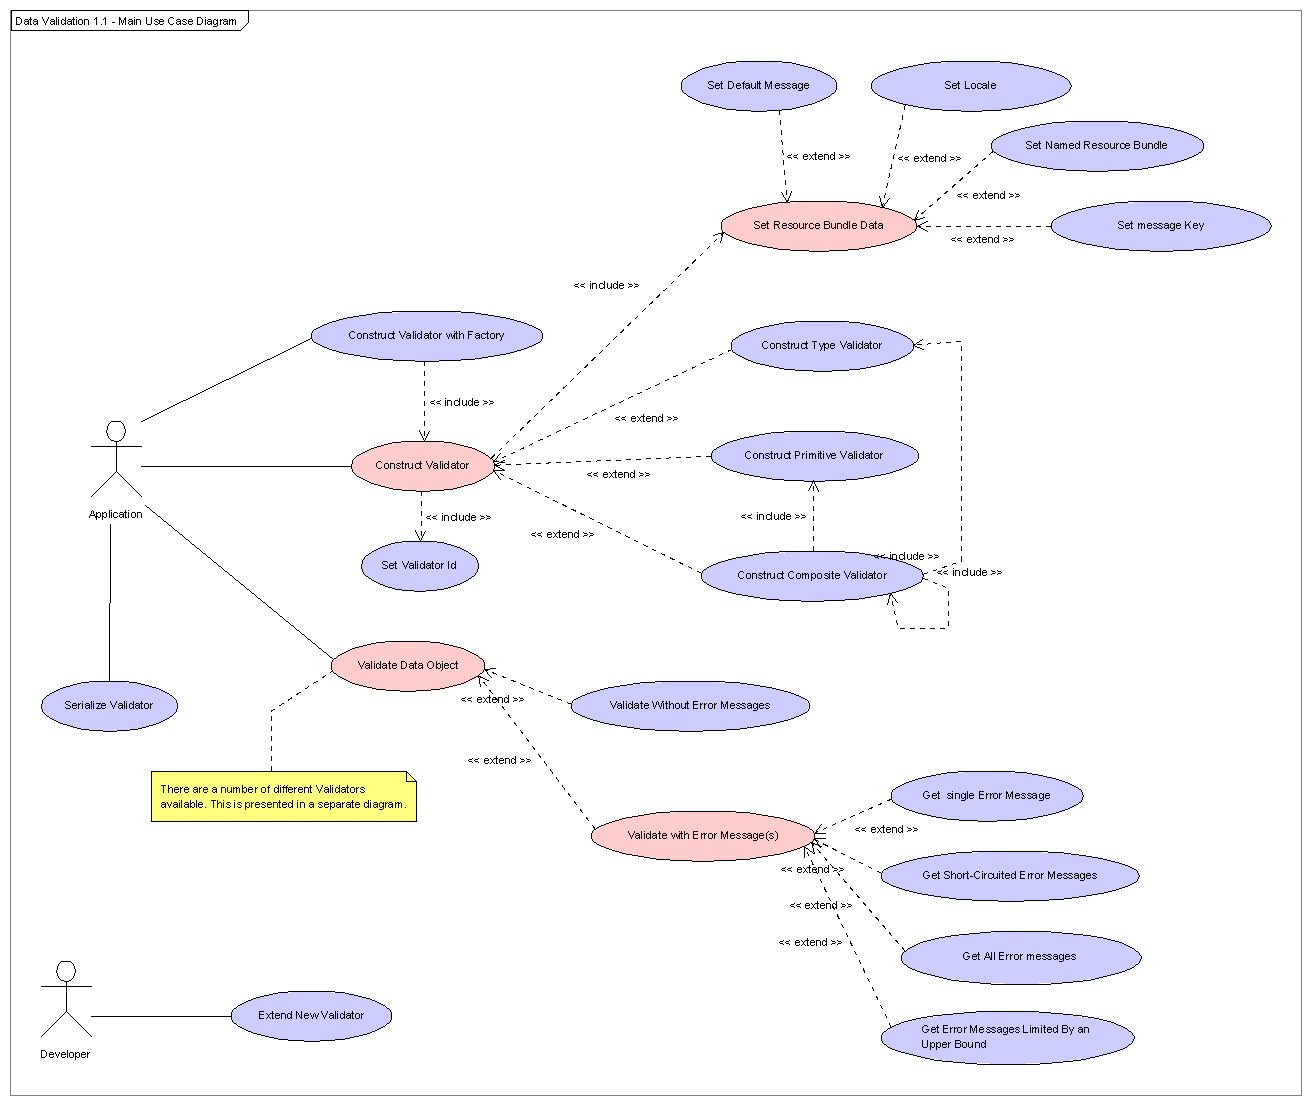 Data Validation 1.1 - Main Use Case Diagram
Set Default Message
Set Locale
Set Named Resource Bundle
<< extend >>
<< extend >>
<< extend >>
Set Resource Bundle Data
Set message Key
<< extend >>
<< include >>
Construct Validator with Factory
Construct Type Validator
<< include >>
<< extend >>
Construct Validator
Construct Primitive Validator
<< extend >>
Application
<< include >>
<< include >>
<< extend >>
<< include >>
Set Validator Id
Construct Composite Validator
<< include >>
Validate Data Object
<< extend >>
Serialize Validator
Validate Without Error Messages
<< extend >>
There are a number of different Validators
available. This is presented in a separate diagram.
Get  single Error Message
<< extend >>
Validate with Error Message(s)
<< extend >>
Get Short-Circuited Error Messages
<< extend >>
<< extend >>
Get All Error messages
Extend New Validator
Get Error Messages Limited By an
Upper Bound
Developer